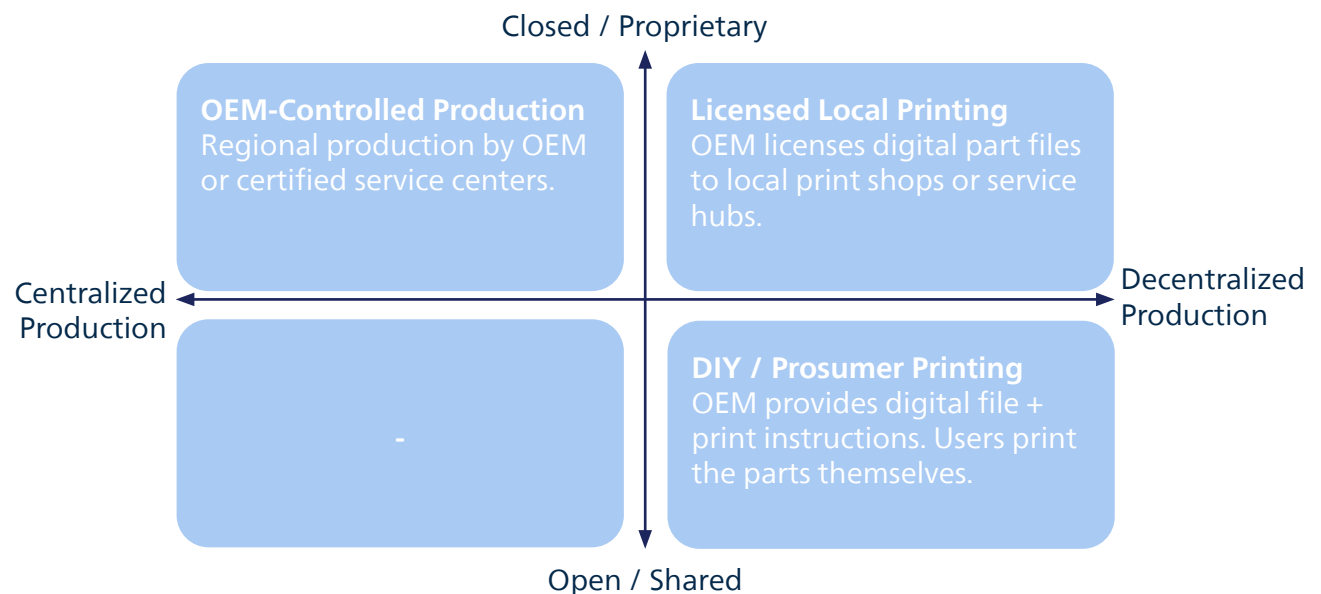 Closed / Proprietary
OEM-Controlled Production
Regional production by OEM
or certified service centers.
Licensed Local Printing
OEM licenses digital part files
to local print shops or service
hubs.
Centralized
Production
Decentralized
Production
-
DIY / Prosumer Printing
OEM provides digital file +
print instructions. Users print
the parts themselves.
Open / Shared